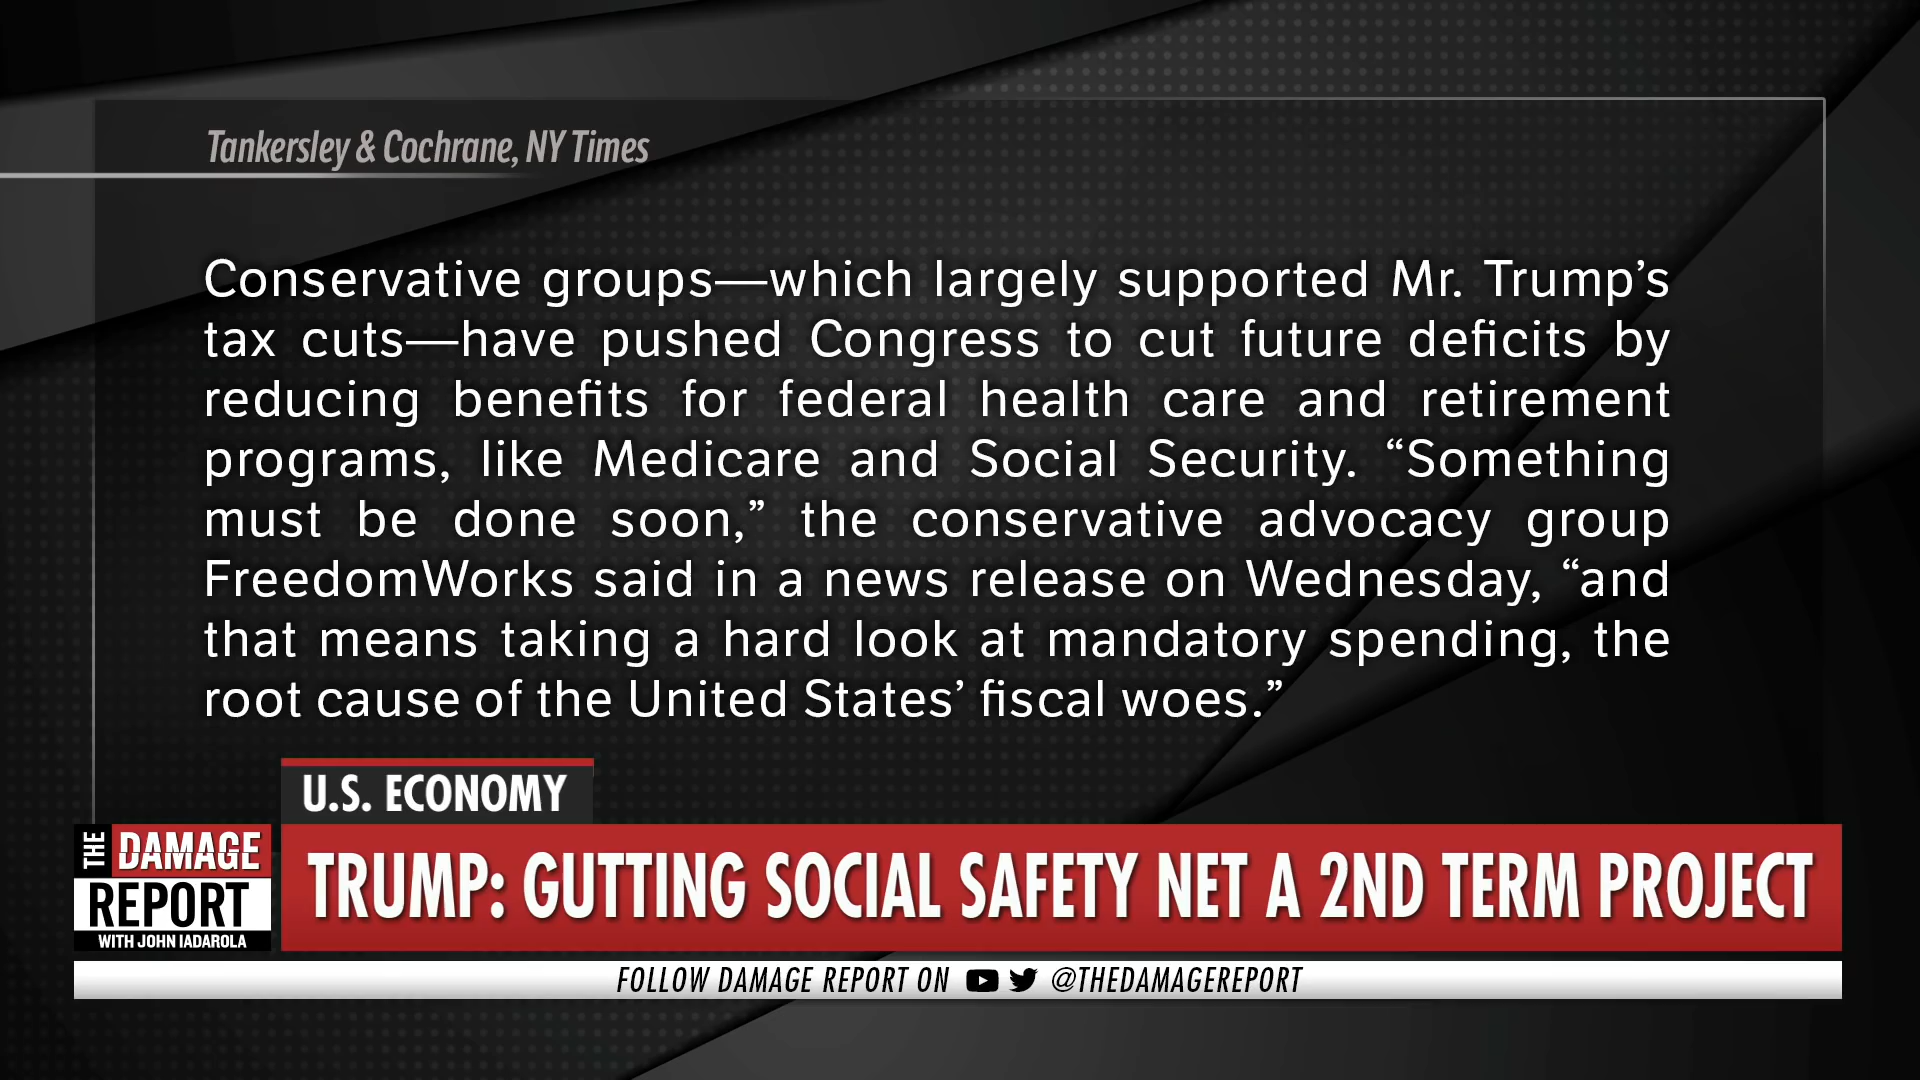 Tankersley & Cochrane, NY Times
Conservative groups—which largely supported Mr. Trump’s
tax cuts—have pushed Congress to cut future deficits by
reducing benefits for federal health care and retirement
programs, like Medicare and Social Security. “Something
must be done soon,” the conservative advocacy group
FreedomWorks said in a news release on Wednesday, “and
that means taking a hard look at mandatory spending, the
root cause of the United States’ fiscal woes.”
U.S. ECONOMY
THE DAMAGE
REPORT
WITH JOHN IADAROLA
TRUMP: GUTTING SOCIAL SAFETY NET A 2ND TERM PROJECT
FOLLOW DAMAGE REPORT ON @THEDAMAGEREPORT